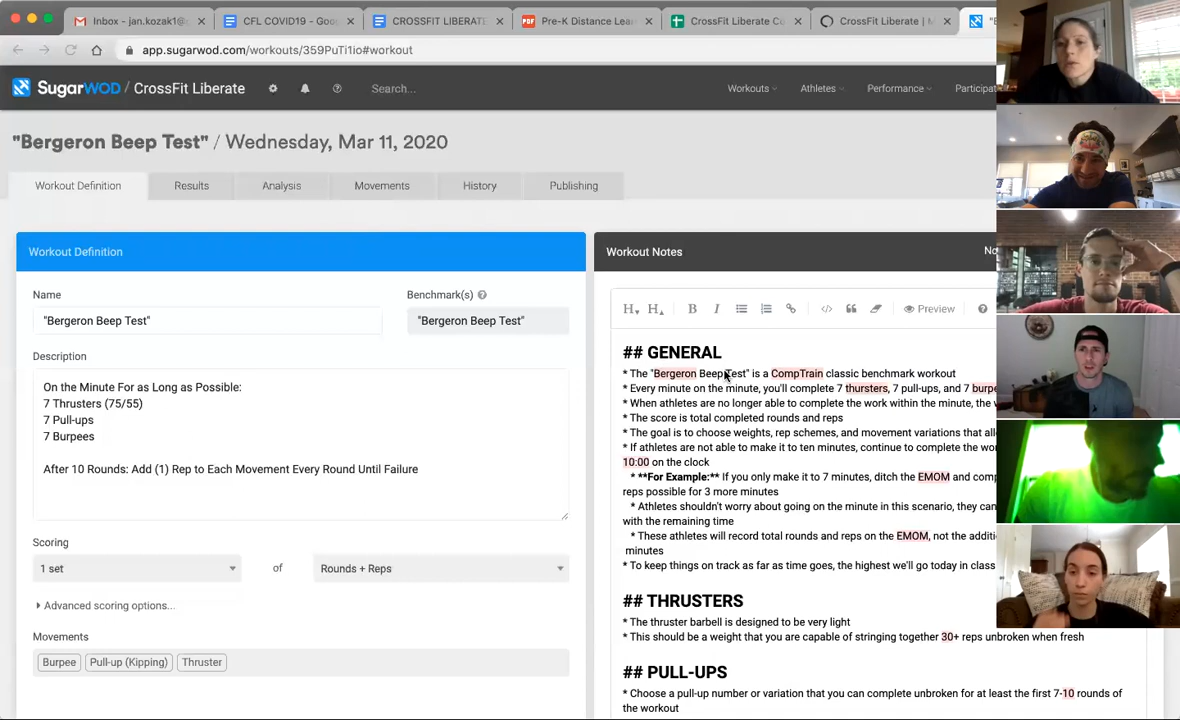 Inbox - jan.kozak1@
CFL COVID19 - Goo
CROSSFIT LIBERATE
PDF
Pre-K Distance Lea
CrossFit Liberate Cu
CrossFit Liberate | M
app.sugarwod.com/workouts/359PuTi1io#workout
SugarWOD / CrossFit Liberate
Search...
Workouts
Athletes
Performance
Participat
"Bergeron Beep Test" / Wednesday, Mar 11, 2020
Workout Definition
Results
Analysis
Movements
History
Publishing
Workout Definition
Name
Benchmark(s)
"Bergeron Beep Test"
"Bergeron Beep Test"
Description
On the Minute For as Long as Possible:
7 Thrusters (75/55)
7 Pull-ups
7 Burpees
After 10 Rounds: Add (1) Rep to Each Movement Every Round Until Failure
Scoring
1 set
of
Rounds + Reps
Advanced scoring options...
Movements
Burpee
Pull-up (Kipping)
Thruster
Workout Notes
No
H H B I Preview
## GENERAL
* The "Bergeron Beep Test" is a CompTrain classic benchmark workout
* Every minute on the minute, you'll complete 7 thursters, 7 pull-ups, and 7 burpe
* When athletes are no longer able to complete the work within the minute, the w
* The score is total completed rounds and reps
* The goal is to choose weights, rep schemes, and movement variations that all
* If athletes are not able to make it to ten minutes, continue to complete the wo
10:00 on the clock
* **For Example:** If you only make it to 7 minutes, ditch the EMOM and comp
reps possible for 3 more minutes
* Athletes shouldn't worry about going on the minute in this scenario, they can
with the remaining time
* These athletes will record total rounds and reps on the EMOM, not the additi
minutes
* To keep things on track as far as time goes, the highest we'll go today in class
## THRUSTERS
* The thruster barbell is designed to be very light
* This should be a weight that you are capable of stringing together 30+ reps unbroken when fresh
## PULL-UPS
* Choose a pull-up number or variation that you can complete unbroken for at least the first 7-10 rounds of
the workout